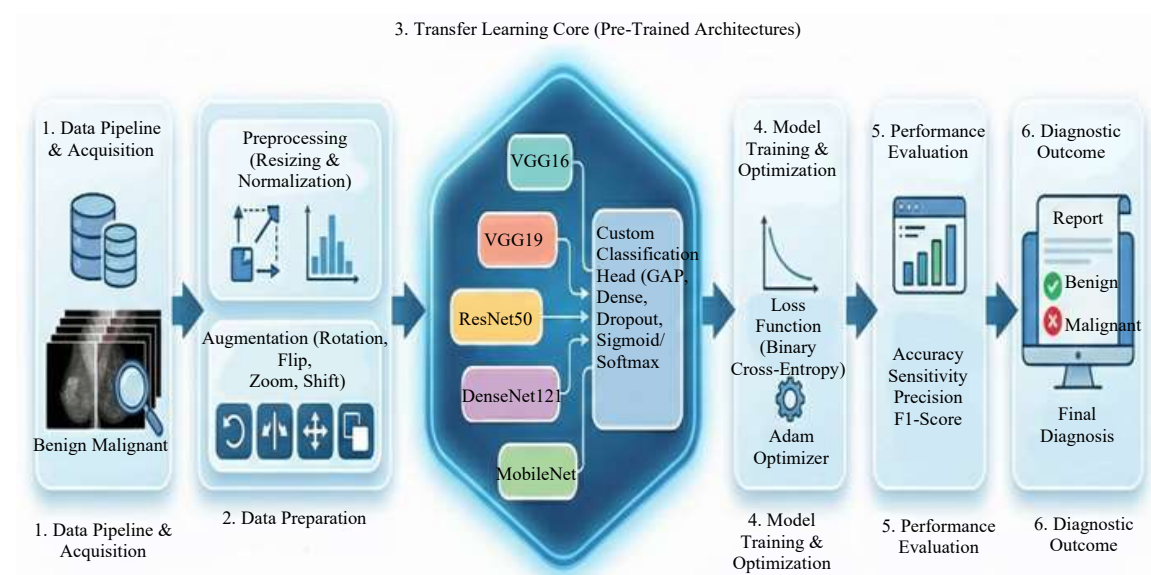 3. Transfer Learning Core (Pre-Trained Architectures)
1. Data Pipeline
& Acquisition
Benign Malignant
1. Data Pipeline &
Acquisition
Preprocessing
(Resizing &
Normalization)
Augmentation (Rotation,
Flip,
Zoom, Shift)
2. Data Preparation
VGG16
VGG19
ResNet50
DenseNet121
MobileNet
Custom
Classification
Head (GAP,
Dense,
Dropout,
Sigmoid/
Softmax
4. Model
Training &
Optimization
Loss
Function
(Binary
Cross-Entropy)
Adam
Optimizer
4. Model
Training &
Optimization
5. Performance
Evaluation
Accuracy
Sensitivity
Precision
F1-Score
5. Performance
Evaluation
6. Diagnostic
Outcome
Report
Benign
Malignant
Final
Diagnosis
6. Diagnostic
Outcome